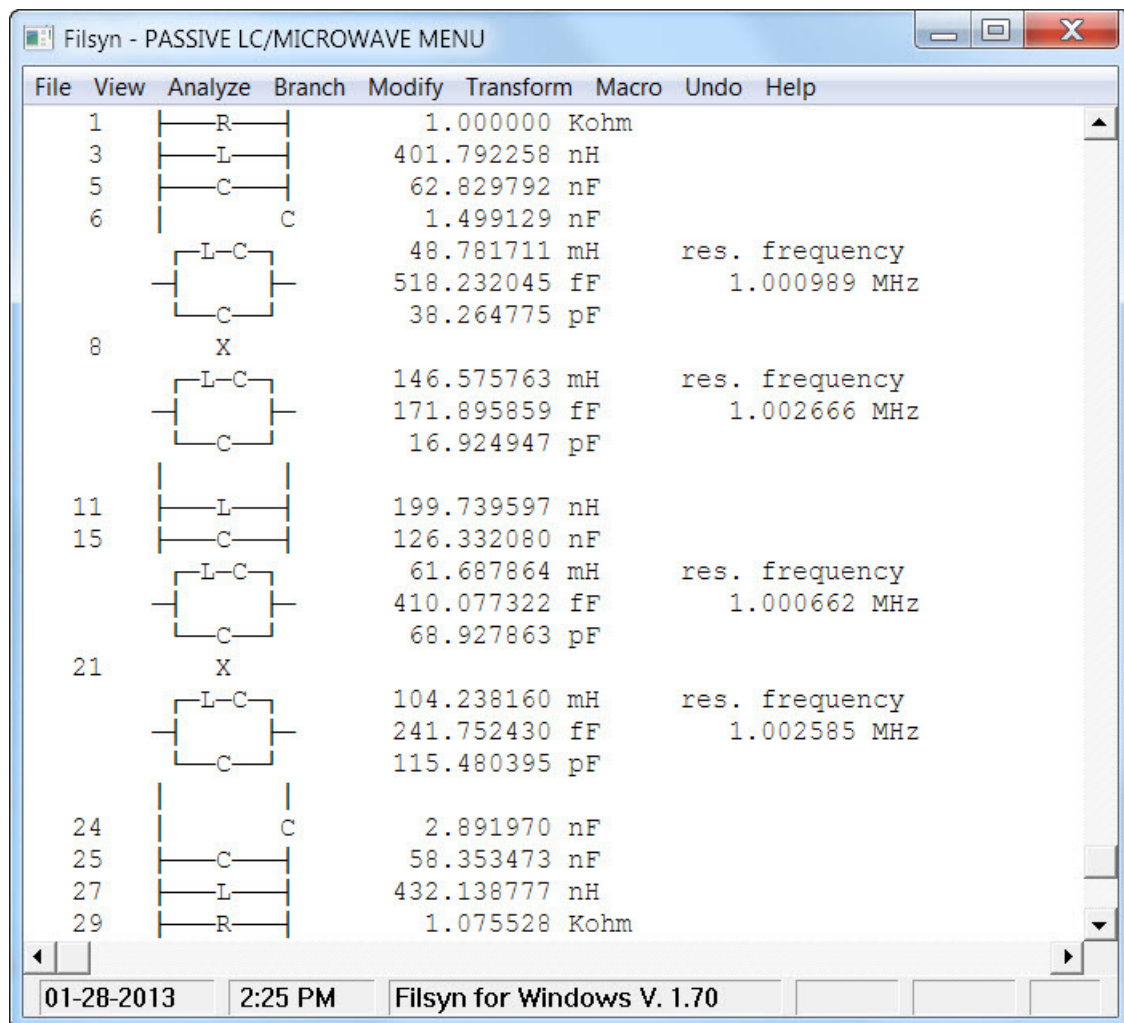 Filsyn - PASSIVE LC/MICROWAVE MENU
File View Analyze Branch Modify Transform Macro Undo Help
1 R 1.000000 Kohm
3 L 401.792258 nH
5 C 62.829792 nF
6 C 1.499129 nF
L-C 48.781711 mH res. frequency
518.232045 fF 1.000989 MHz
C 38.264775 pF
8 X
L-C 146.575763 mH res. frequency
171.895859 fF 1.002666 MHz
C 16.924947 pF
11 L 199.739597 nH
15 C 126.332080 nF
L-C 61.687864 mH res. frequency
410.077322 fF 1.000662 MHz
C 68.927863 pF
21 X
L-C 104.238160 mH res. frequency
241.752430 fF 1.002585 MHz
C 115.480395 pF
24 C 2.891970 nF
25 C 58.353473 nF
27 L 432.138777 nH
29 R 1.075528 Kohm
01-28-2013 2:25 PM Filsyn for Windows V. 1.70